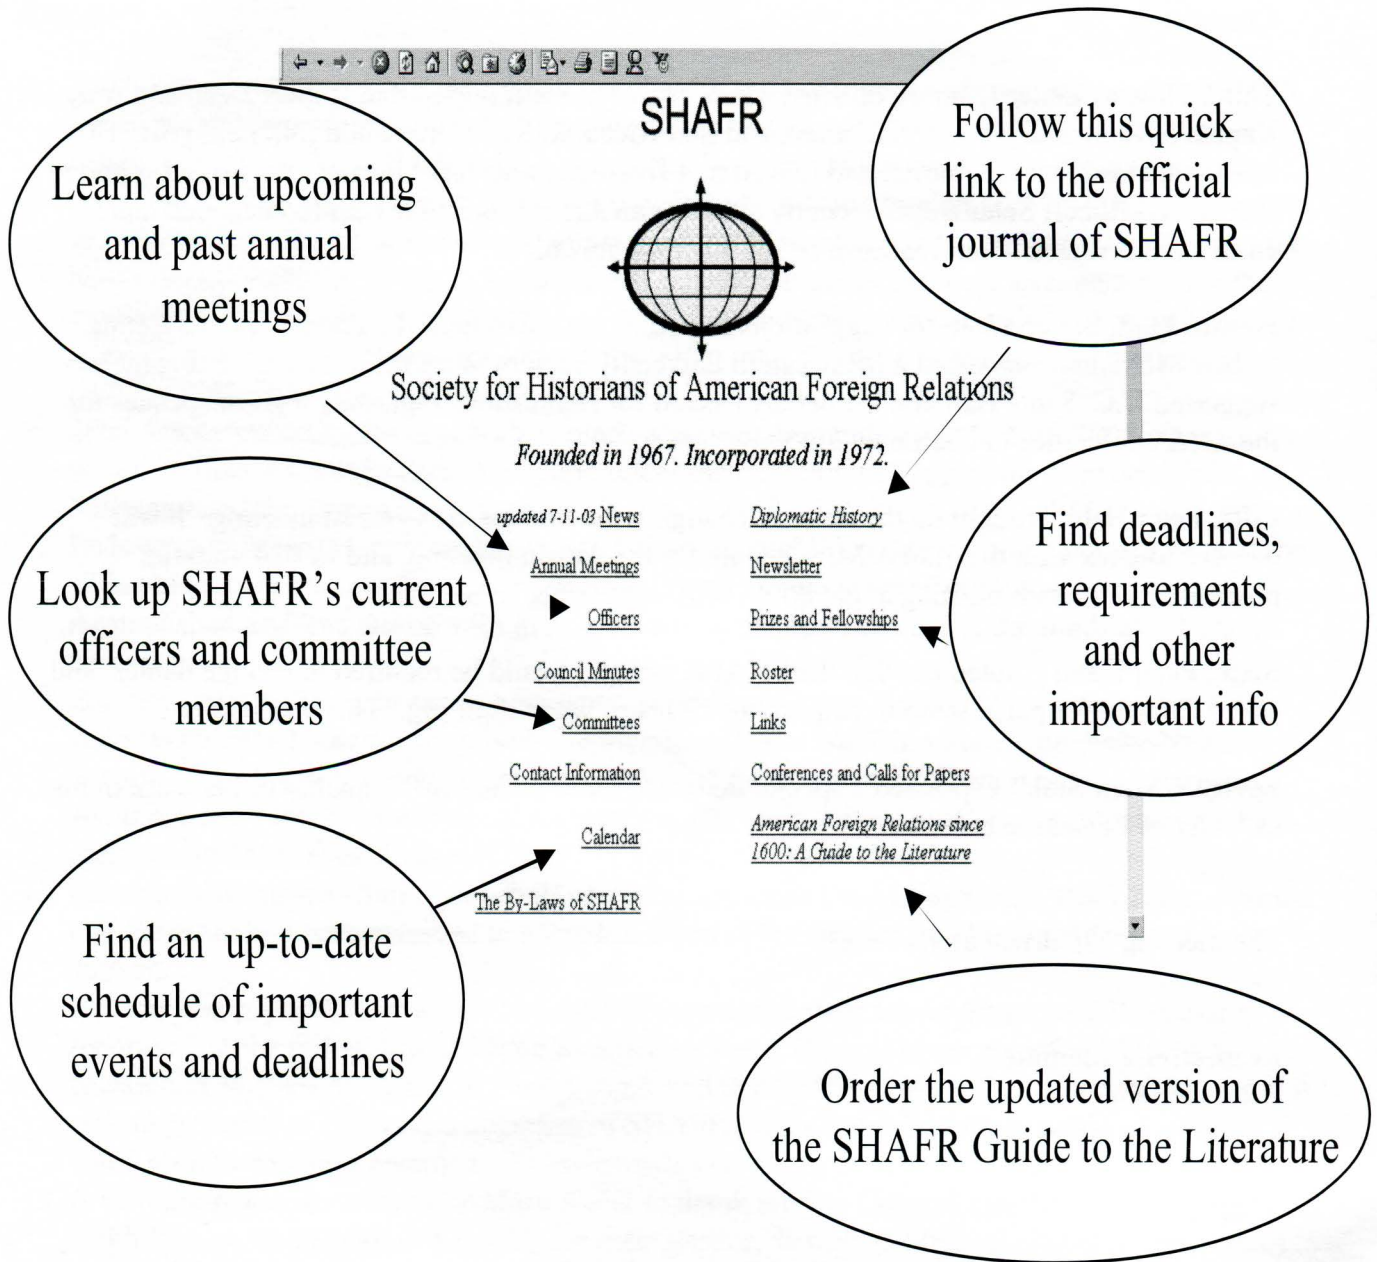 SHAFR
Society for Historians of American Foreign Relations
Founded in 1967. Incorporated in 1972.
Learn about upcoming
and past annual
meetings
Follow this quick
link to the official
journal of SHAFR
Look up SHAFR's current
officers and committee
members
Find deadlines,
requirements
and other
important info
updated 7-11-03 News
Annual Meetings
Officers
Council Minutes
Committees
Contact Information
Calendar
The By-Laws of SHAFR
Diplomatic History
Newsletter
Prizes and Fellowships
Roster
Links
Conferences and Calls for Papers
American Foreign Relations since
1600: A Guide to the Literature
Find an up-to-date
schedule of important
events and deadlines
Order the updated version of
the SHAFR Guide to the Literature